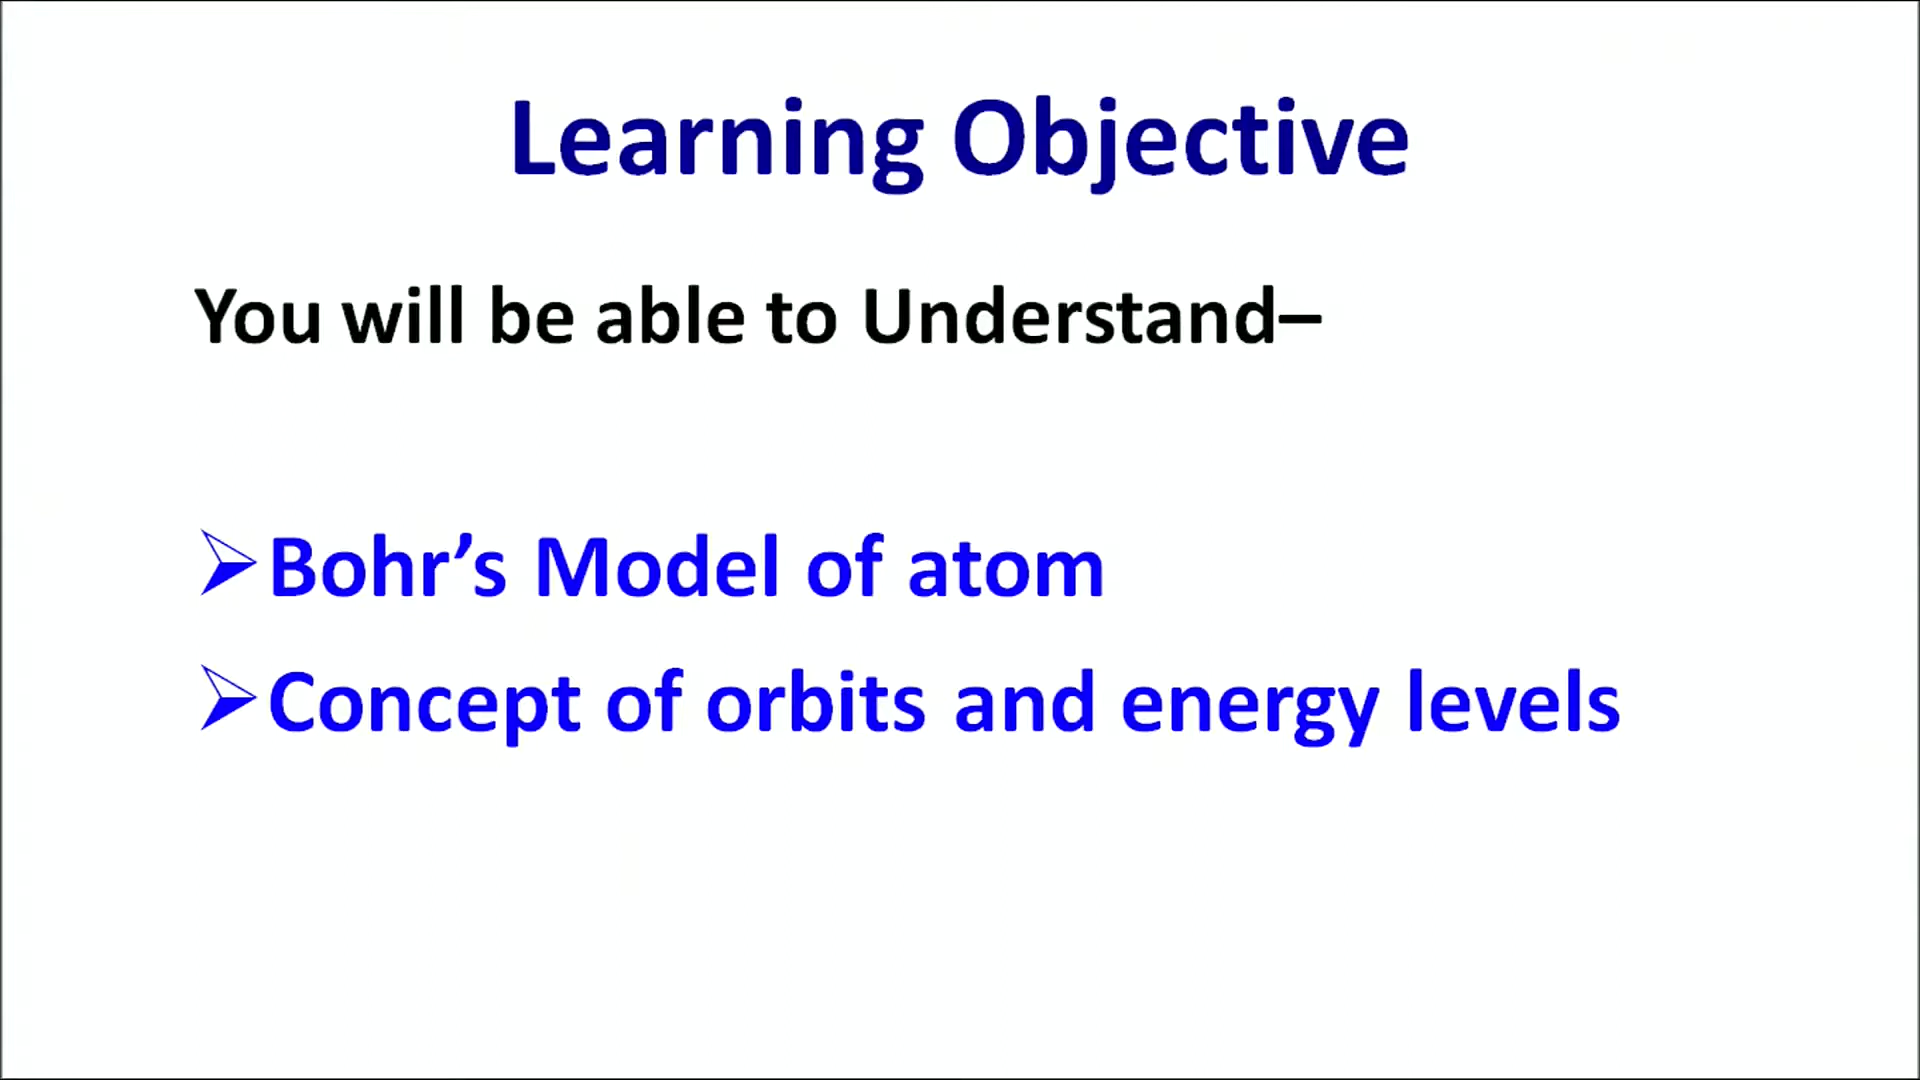 Learning Objective
You will be able to Understand–
➢Bohr’s Model of atom
➢Concept of orbits and energy levels